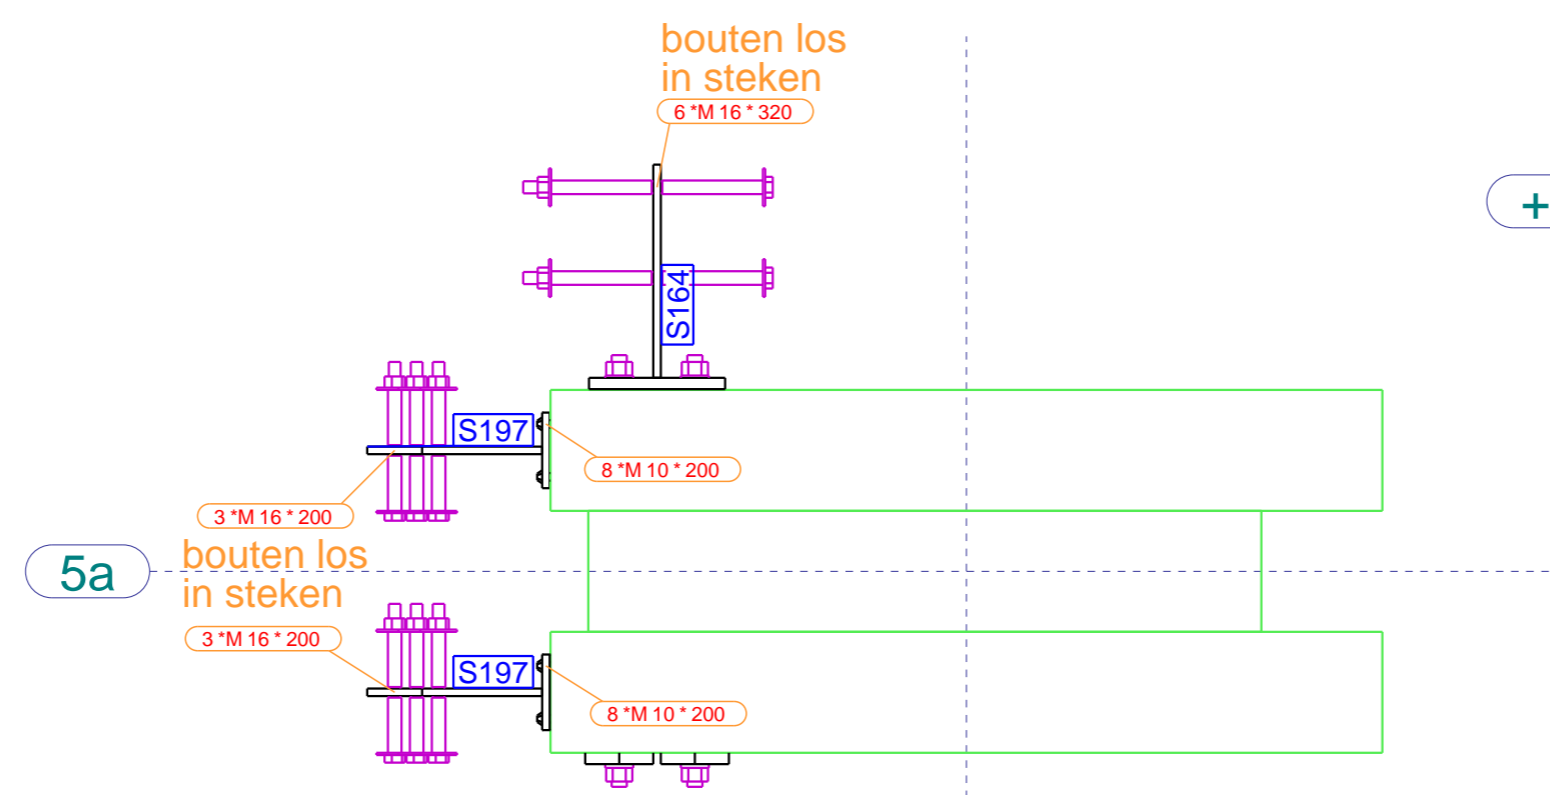 bouten los
in steken
6 *M 16 * 320
+
S164
S197
8 *M 10 * 200
3 *M 16 * 200
5a
bouten los
in steken
3 *M 16 * 200
S197
8 *M 10 * 200